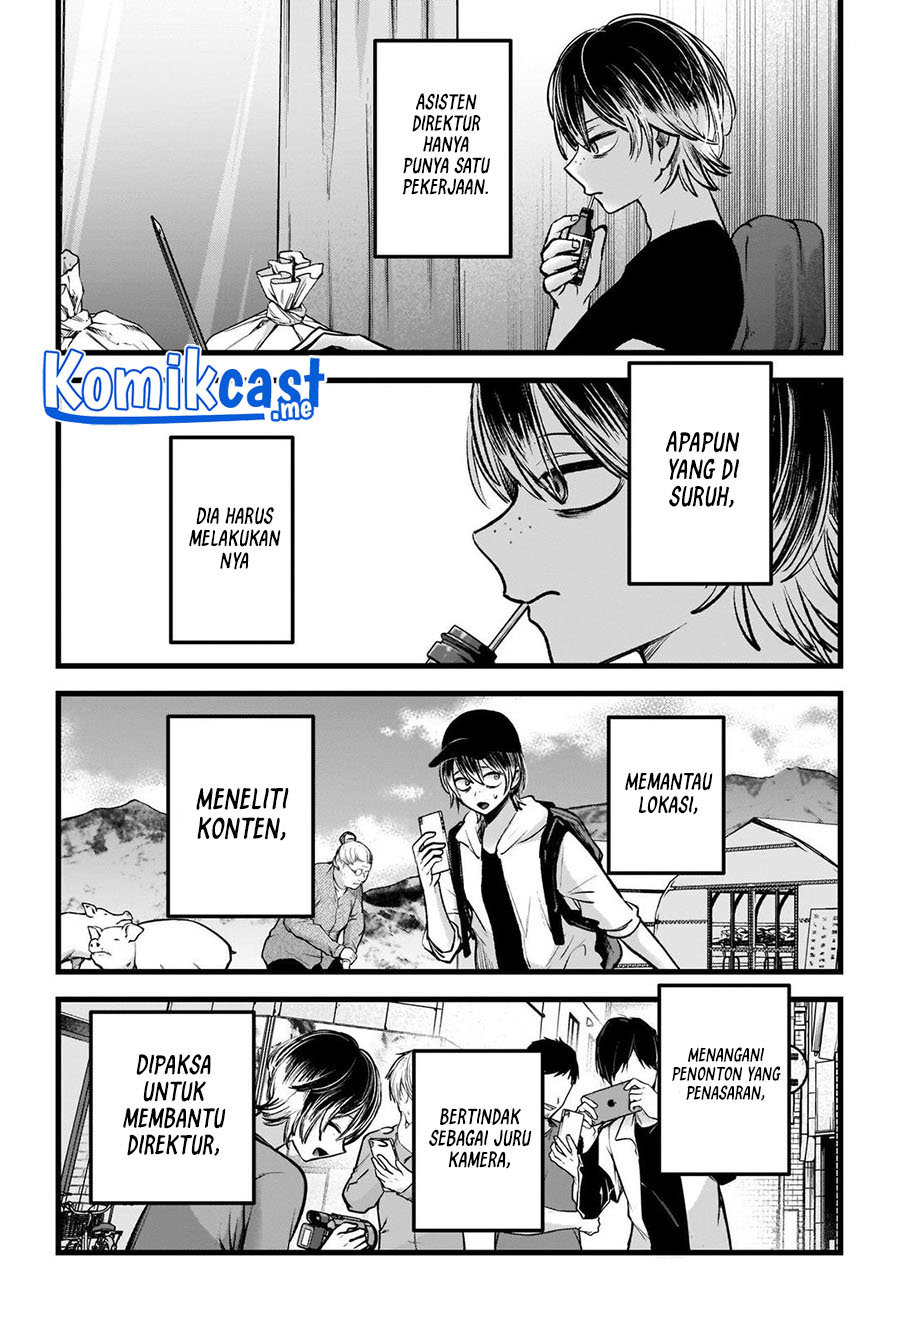 ASISTEN
DIREKTUR
HANYA
PUNYA SATU
PEKERJAAN.
Komikcast
.me
APAPUN
YANG DI
SURUH,
DIA HARUS
MELAKUKAN
NYA
MEMANTAU
LOKASI,
MENELITI
KONTEN,
MENANGANI
PENONTON YANG
PENASARAN,
BERTINDAK
SEBAGAI JURU
KAMERA,
DIPAKSA
UNTUK
MEMBANTU
DIREKTUR,